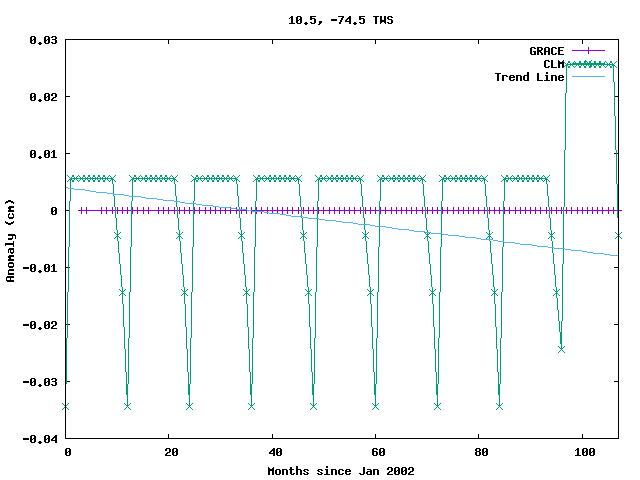 10.5, -74.5 TWS
GRACE
CLM
Trend Line
0.03
0.02
0.01
0
-0.01
-0.02
-0.03
-0.04
Anomaly (cm)
0 20 40 60 80 100
Months since Jan 2002